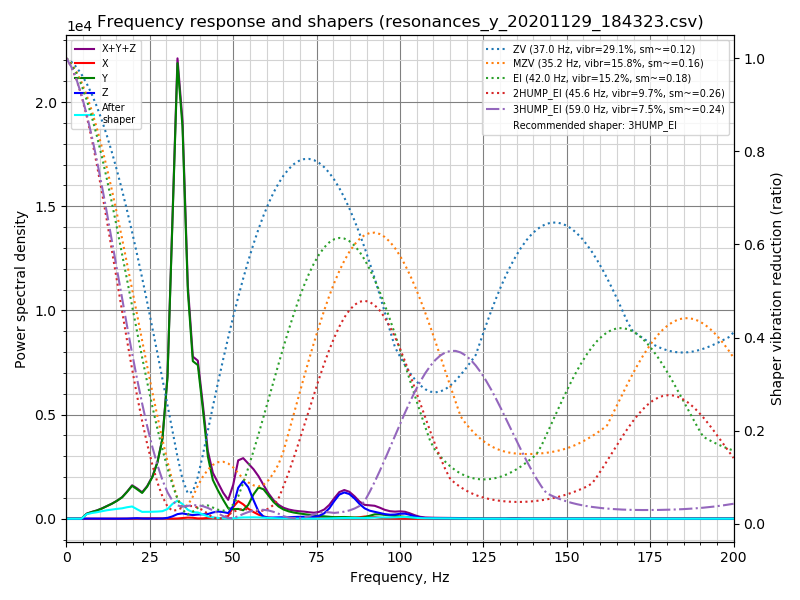 Frequency response and shapers (resonances_y_20201129_184323.csv)
1e4
X+Y+Z
X
Y
Z
After
shaper
ZV (37.0 Hz, vibr=29.1%, sm~=0.12)
MZV (35.2 Hz, vibr=15.8%, sm~=0.16)
EI (42.0 Hz, vibr=15.2%, sm~=0.18)
2HUMP_EI (45.6 Hz, vibr=9.7%, sm~=0.26)
3HUMP_EI (59.0 Hz, vibr=7.5%, sm~=0.24)
Recommended shaper: 3HUMP_EI
Power spectral density
2.0
1.5
1.0
0.5
0.0
1.0
0.8
0.6
0.4
0.2
0.0
Shaper vibration reduction (ratio)
0 25 50 75 100 125 150 175 200
Frequency, Hz